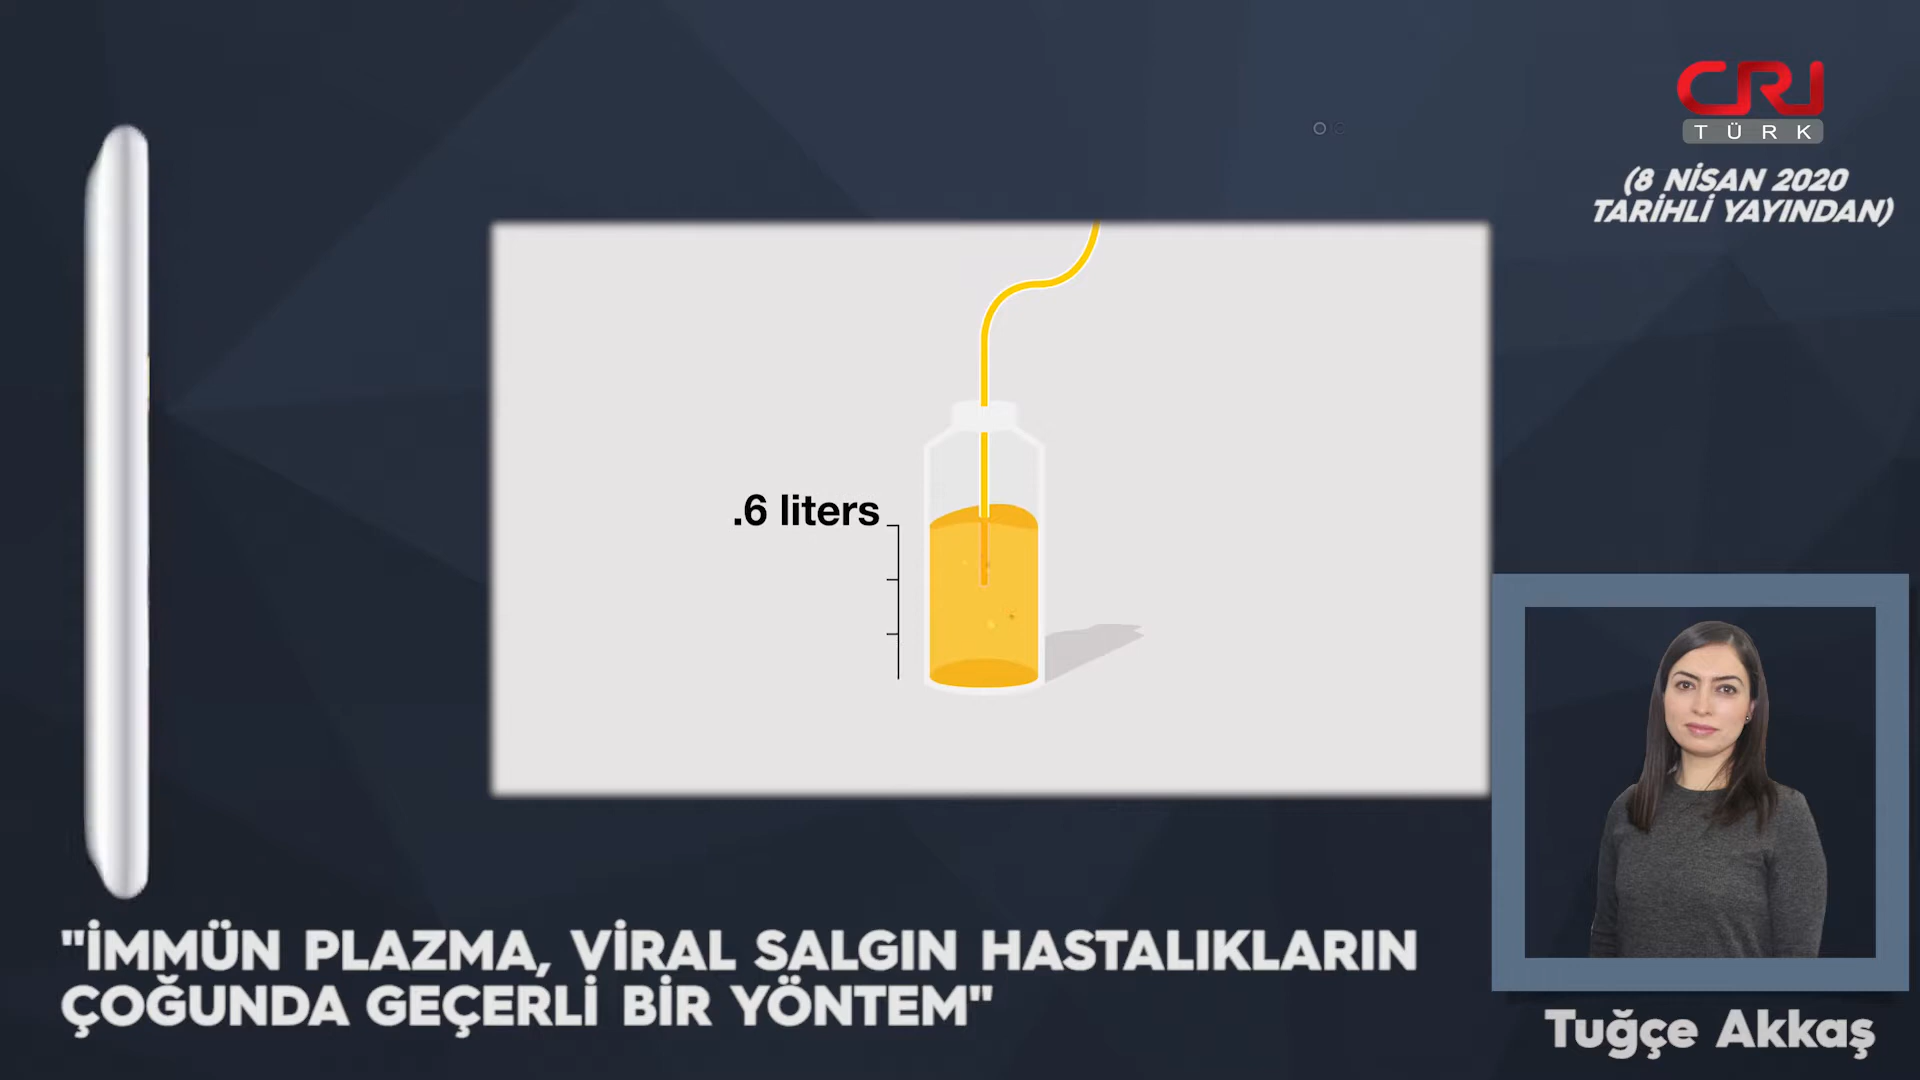 CRI
TÜRK
(8 NİSAN 2020
TARİHLİ YAYINDAN)
.6 liters
"İMMÜN PLAZMA, VİRAL SALGIN HASTALIKLARIN
ÇOĞUNDA GEÇERLİ BİR YÖNTEM"
Tuğçe Akkaş